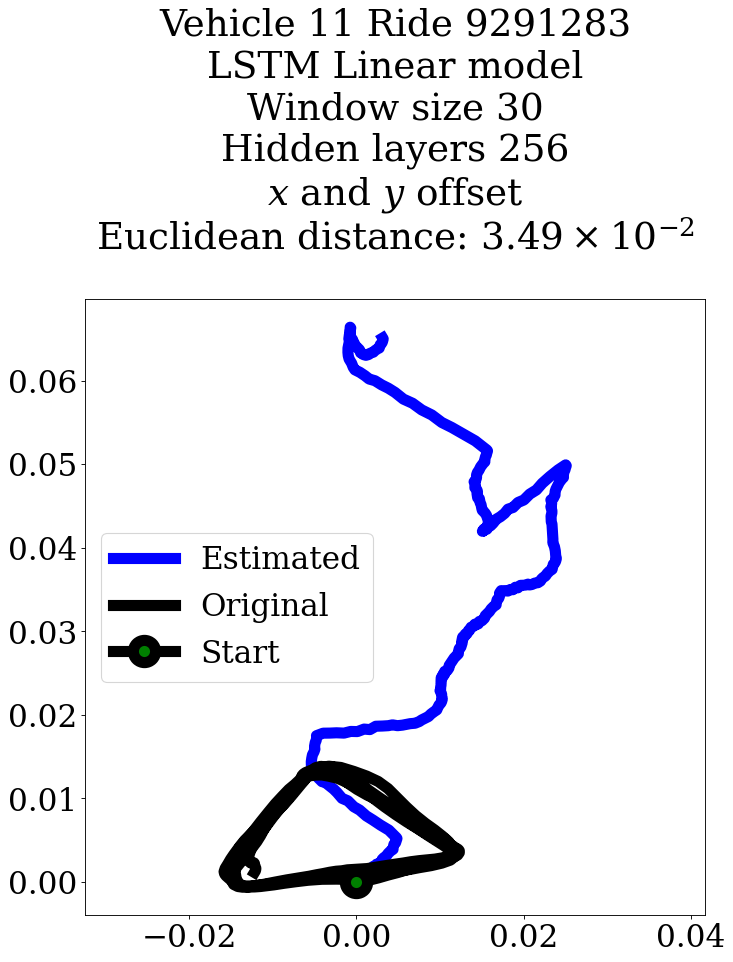 Vehicle 11 Ride 9291283
LSTM Linear model
Window size 30
Hidden layers 256
x and y offset
Euclidean distance: 3.49 × 10⁻²
0.06
0.05
0.04
0.03
0.02
0.01
0.00
Estimated
Original
Start
−0.02 0.00 0.02 0.04